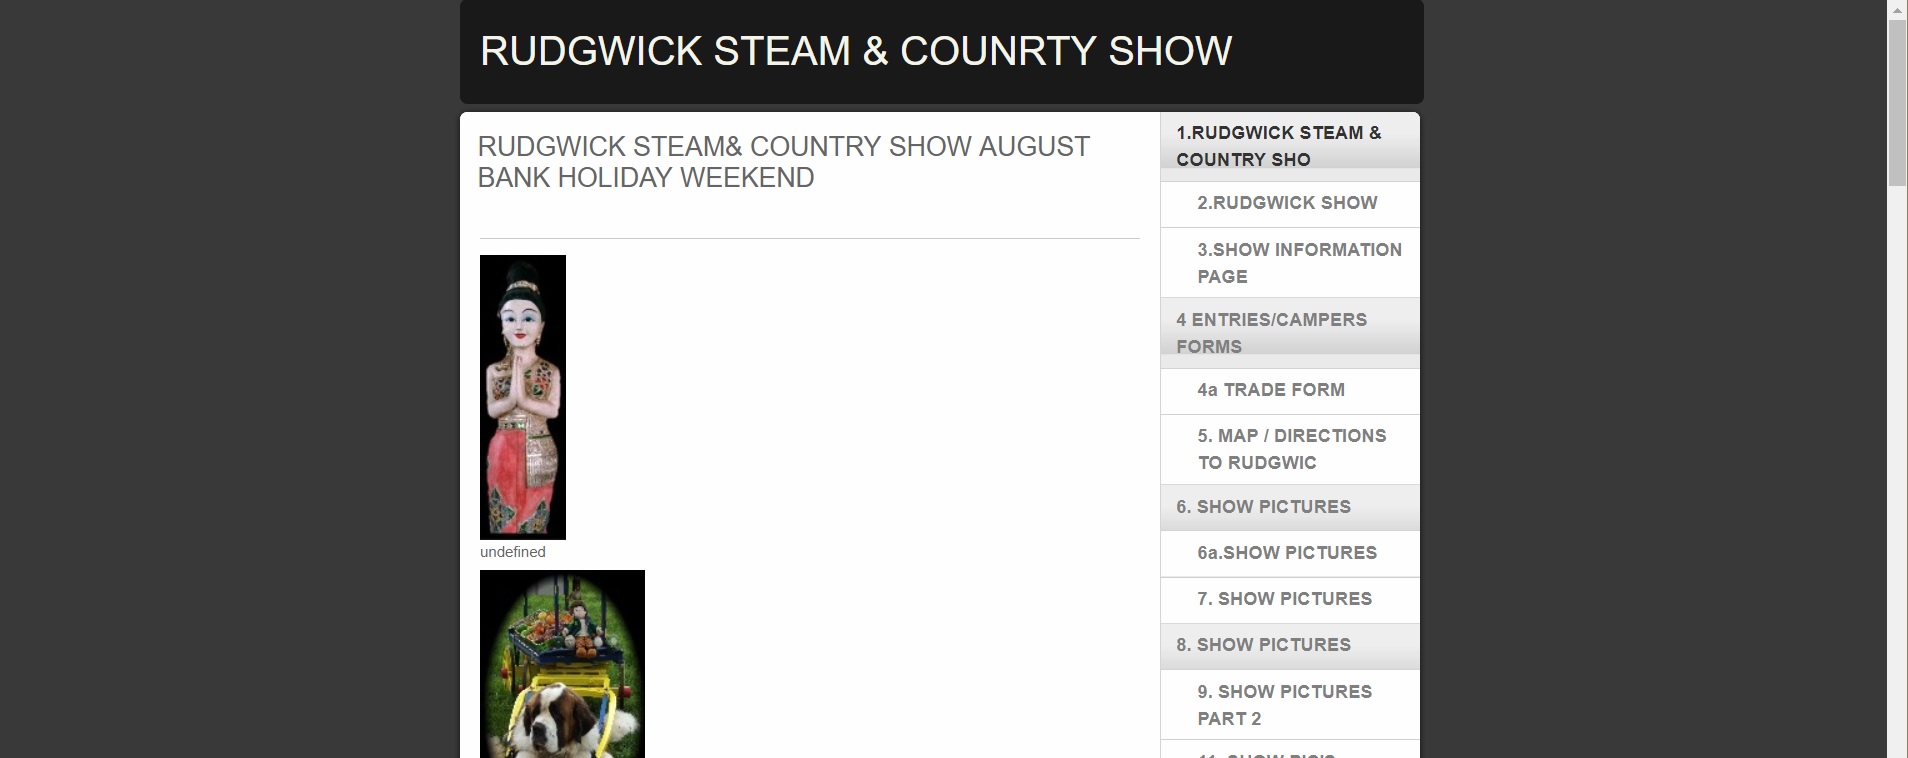 RUDGWICK STEAM & COUNRTY SHOW
RUDGWICK STEAM& COUNTRY SHOW AUGUST
BANK HOLIDAY WEEKEND
undefined
1.RUDGWICK STEAM &
COUNTRY SHO
2.RUDGWICK SHOW
3.SHOW INFORMATION
PAGE
4 ENTRIES/CAMPERS
FORMS
4a TRADE FORM
5. MAP / DIRECTIONS
TO RUDGWIC
6. SHOW PICTURES
6a.SHOW PICTURES
7. SHOW PICTURES
8. SHOW PICTURES
9. SHOW PICTURES
PART 2